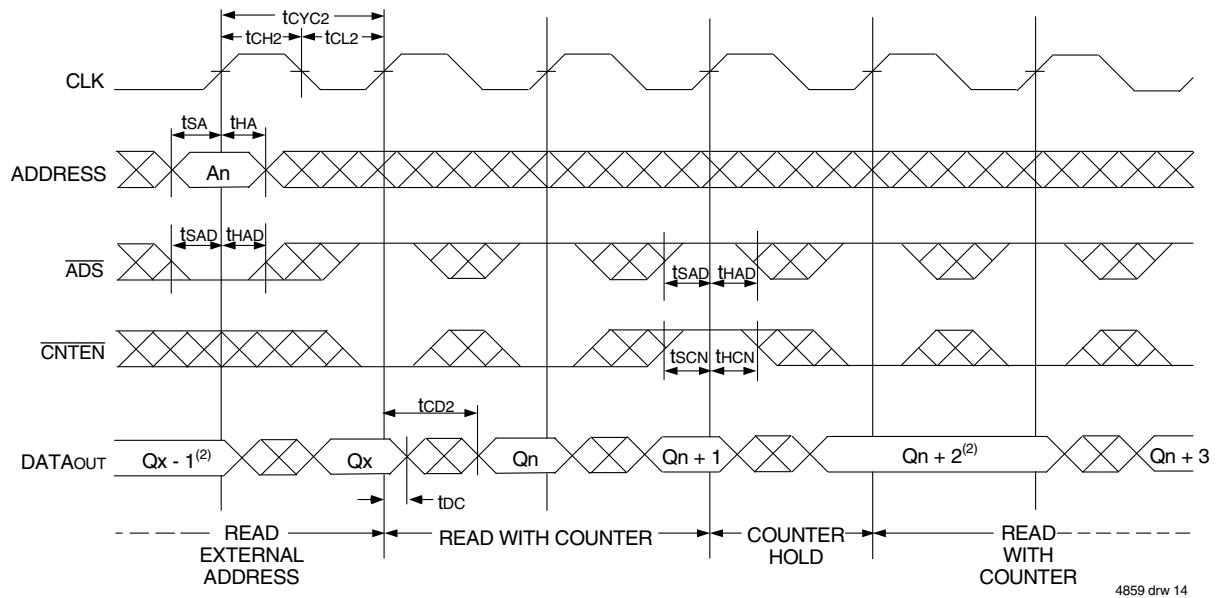 tCYC2
tCH2 tCL2
CLK
tSA tHA
ADDRESS An
tSAD tHAD
ADS
tSAD tHAD
CNTEN
tSCN tHCN
tCD2
DATAOUT Qx - 1(2) Qx Qn Qn + 1 Qn + 2(2) Qn + 3
tDC
READ EXTERNAL ADDRESS
READ WITH COUNTER
COUNTER HOLD
READ WITH COUNTER
4859 drw 14